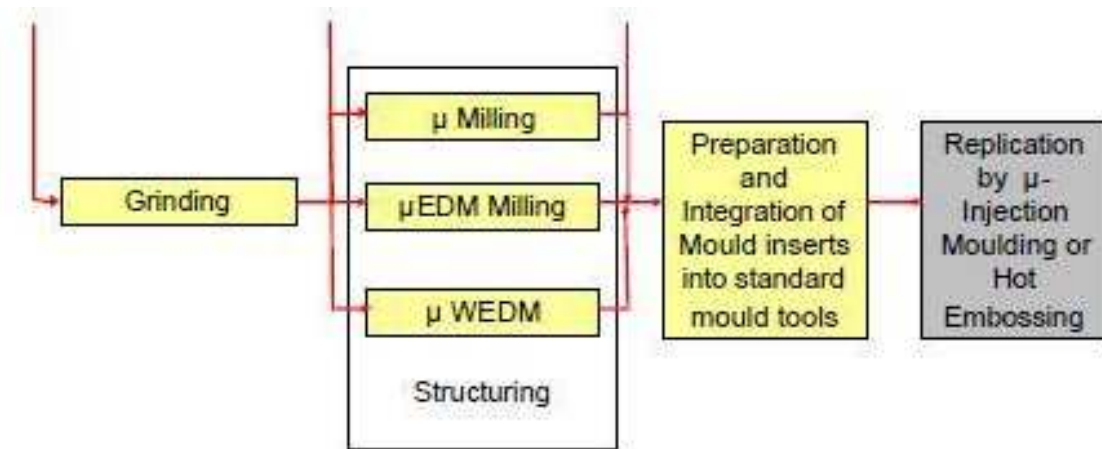 Grinding
μ Milling
μEDM Milling
μ WEDM
Structuring
Preparation
and
Integration of
Mould inserts
into standard
mould tools
Replication
by μ-
Injection
Moulding or
Hot
Embossing